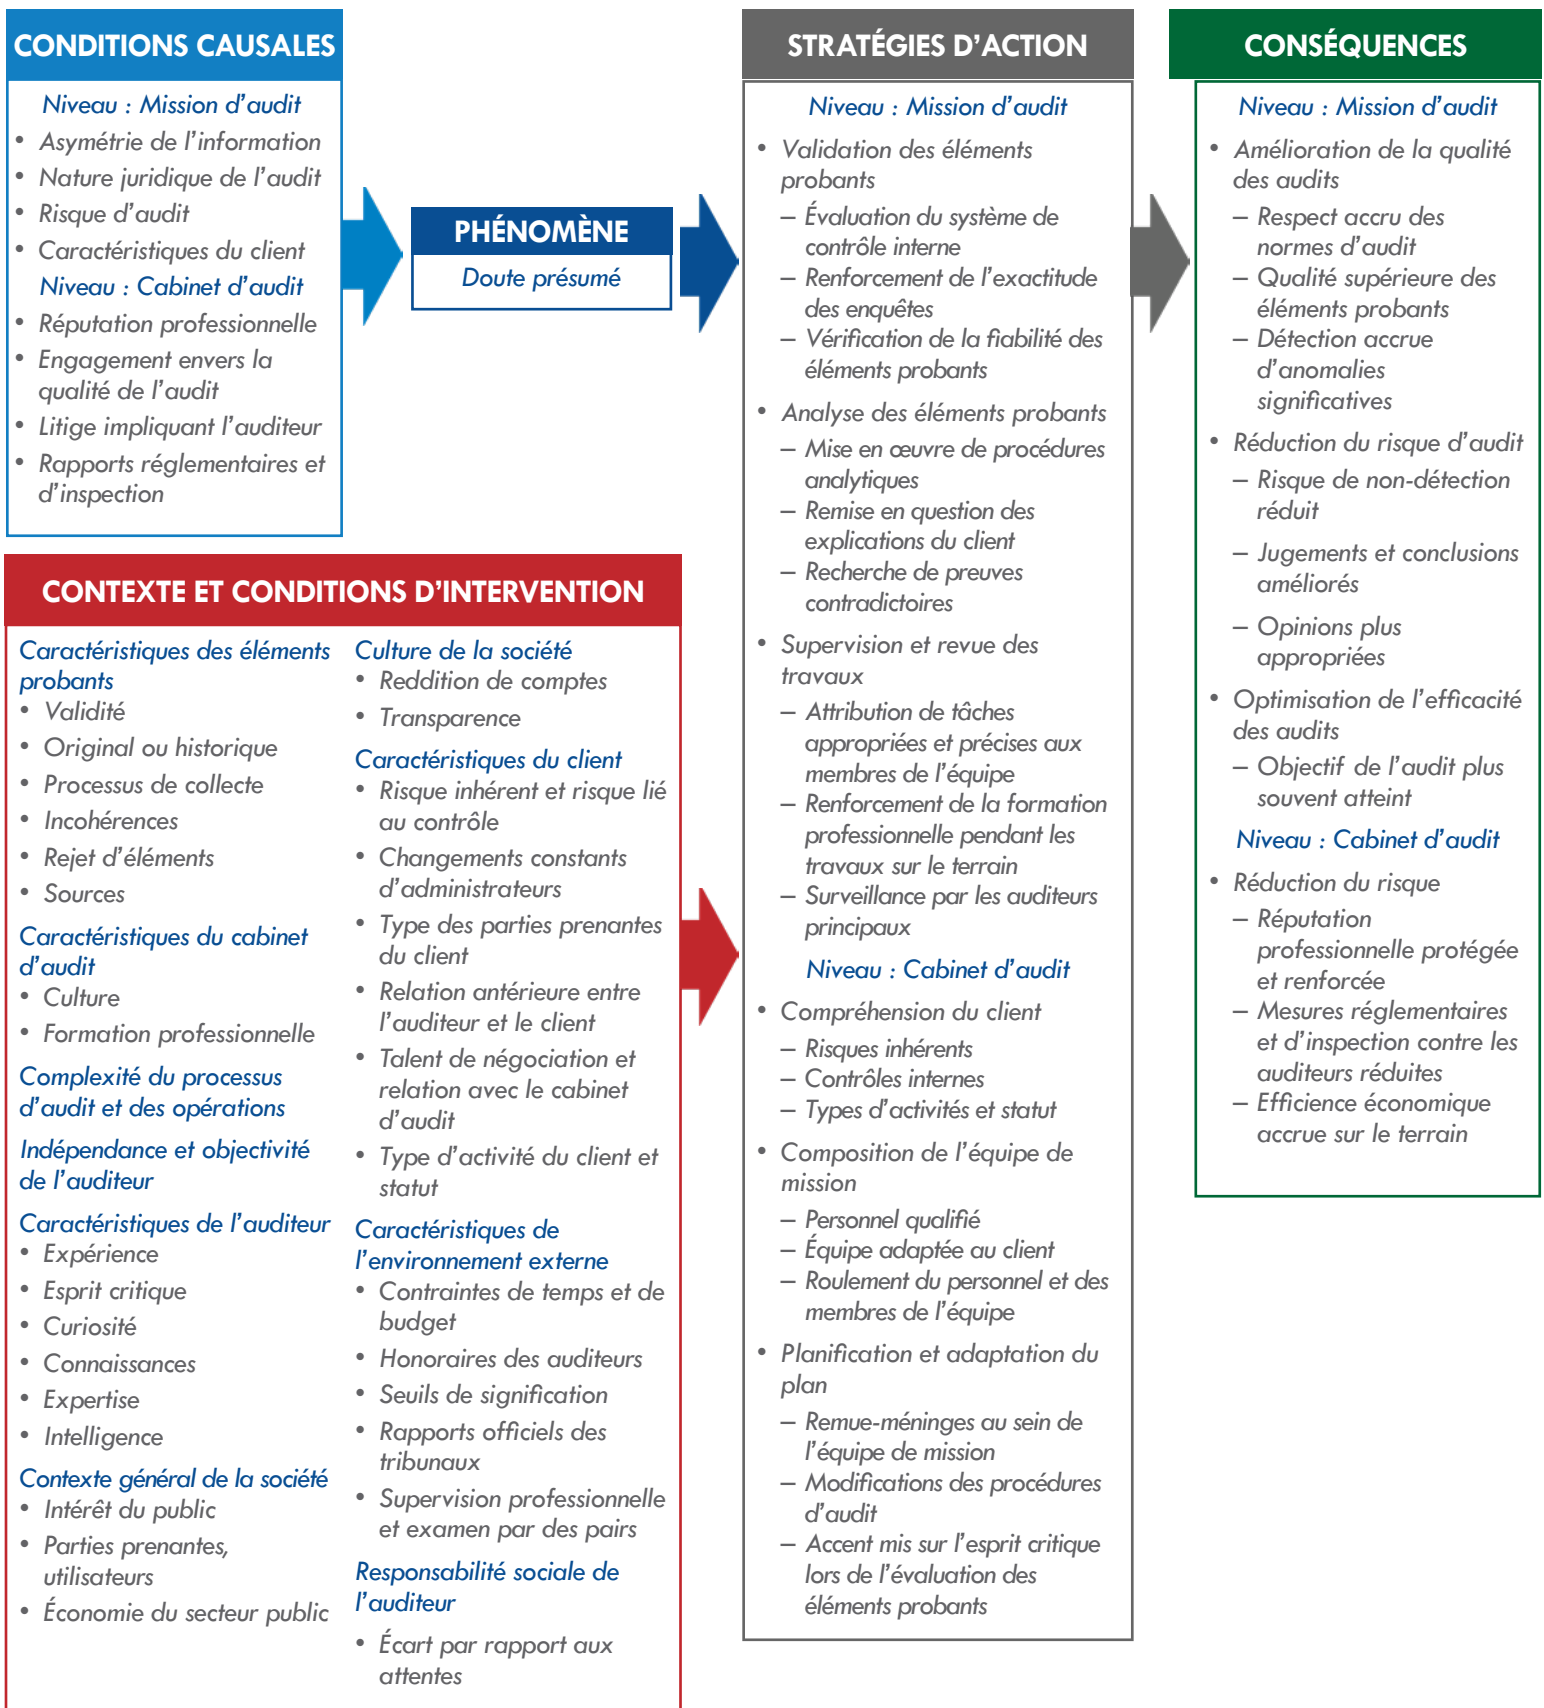 CONDITIONS CAUSALES
Niveau : Mission d’audit
• Asymétrie de l’information
• Nature juridique de l’audit
• Risque d’audit
• Caractéristiques du client
Niveau : Cabinet d’audit
• Réputation professionnelle
• Engagement envers la
qualité de l’audit
• Litige impliquant l’auditeur
• Rapports réglementaires et
d’inspection
PHÉNOMÈNE
Doute présumé
CONTEXTE ET CONDITIONS D’INTERVENTION
Caractéristiques des éléments
probants
• Validité
• Original ou historique
• Processus de collecte
• Incohérences
• Rejet d’éléments
• Sources
Caractéristiques du cabinet
d’audit
• Culture
• Formation professionnelle
Complexité du processus
d’audit et des opérations
Indépendance et objectivité
de l’auditeur
Caractéristiques de l’auditeur
• Expérience
• Esprit critique
• Curiosité
• Connaissances
• Expertise
• Intelligence
Contexte général de la société
• Intérêt du public
• Parties prenantes,
utilisateurs
• Économie du secteur public
Culture de la société
• Reddition de comptes
• Transparence
Caractéristiques du client
• Risque inhérent et risque lié
au contrôle
• Changements constants
d’administrateurs
• Type des parties prenantes
du client
• Relation antérieure entre
l’auditeur et le client
• Talent de négociation et
relation avec le cabinet
d’audit
• Type d’activité du client et
statut
Caractéristiques de
l’environnement externe
• Contraintes de temps et de
budget
• Honoraires des auditeurs
• Seuils de signification
• Rapports officiels des
tribunaux
• Supervision professionnelle
et examen par des pairs
Responsabilité sociale de
l’auditeur
• Écart par rapport aux
attentes
STRATÉGIES D’ACTION
Niveau : Mission d’audit
• Validation des éléments
probants
– Évaluation du système de
contrôle interne
– Renforcement de l’exactitude
des enquêtes
– Vérification de la fiabilité des
éléments probants
• Analyse des éléments probants
– Mise en œuvre de procédures
analytiques
– Remise en question des
explications du client
– Recherche de preuves
contradictoires
• Supervision et revue des
travaux
– Attribution de tâches
appropriées et précises aux
membres de l’équipe
– Renforcement de la formation
professionnelle pendant les
travaux sur le terrain
– Surveillance par les auditeurs
principaux
Niveau : Cabinet d’audit
• Compréhension du client
– Risques inhérents
– Contrôles internes
– Types d’activités et statut
• Composition de l’équipe de
mission
– Personnel qualifié
– Équipe adaptée au client
– Roulement du personnel et des
membres de l’équipe
• Planification et adaptation du
plan
– Remue-méninges au sein de
l’équipe de mission
– Modifications des procédures
d’audit
– Accent mis sur l’esprit critique
lors de l’évaluation des
éléments probants
CONSÉQUENCES
Niveau : Mission d’audit
• Amélioration de la qualité
des audits
– Respect accru des
normes d’audit
– Qualité supérieure des
éléments probants
– Détection accrue
d’anomalies
significatives
• Réduction du risque d’audit
– Risque de non-détection
réduit
– Jugements et conclusions
améliorés
– Opinions plus
appropriées
• Optimisation de l’efficacité
des audits
– Objectif de l’audit plus
souvent atteint
Niveau : Cabinet d’audit
• Réduction du risque
– Réputation
professionnelle protégée
et renforcée
– Mesures réglementaires
et d’inspection contre les
auditeurs réduites
– Efficience économique
accrue sur le terrain